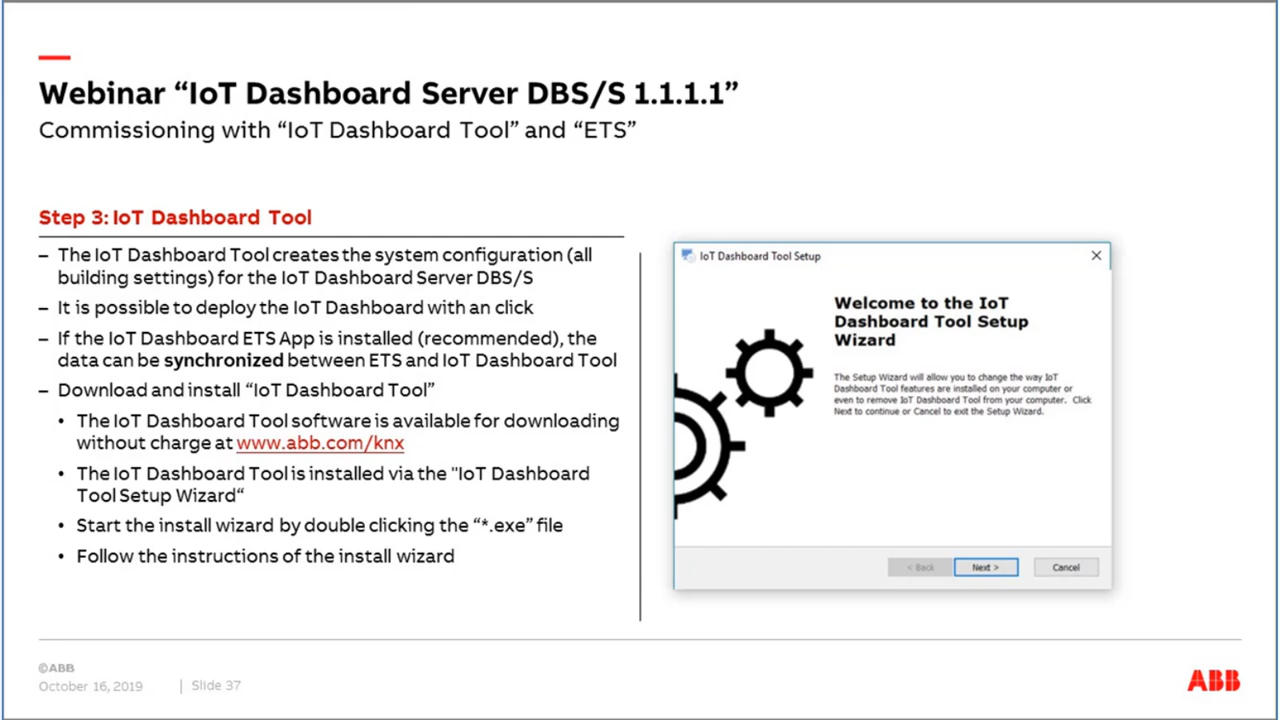 Webinar “IoT Dashboard Server DBS/S 1.1.1.1”
Commissioning with “IoT Dashboard Tool” and “ETS”
Step 3: IoT Dashboard Tool
– The IoT Dashboard Tool creates the system configuration (all
building settings) for the IoT Dashboard Server DBS/S
– It is possible to deploy the IoT Dashboard with an click
– If the IoT Dashboard ETS App is installed (recommended), the
data can be synchronized between ETS and IoT Dashboard Tool
– Download and install “IoT Dashboard Tool”
• The IoT Dashboard Tool software is available for downloading
without charge at www.abb.com/knx
• The IoT Dashboard Tool is installed via the "IoT Dashboard
Tool Setup Wizard“
• Start the install wizard by double clicking the “*.exe” file
• Follow the instructions of the install wizard
IoT Dashboard Tool Setup
Welcome to the IoT
Dashboard Tool Setup
Wizard
The Setup Wizard will allow you to change the way IoT
Dashboard Tool features are installed on your computer or
even to remove IoT Dashboard Tool from your computer. Click
Next to continue or Cancel to exit the Setup Wizard.
< Back Next > Cancel
©ABB
October 16, 2019 | Slide 37
ABB